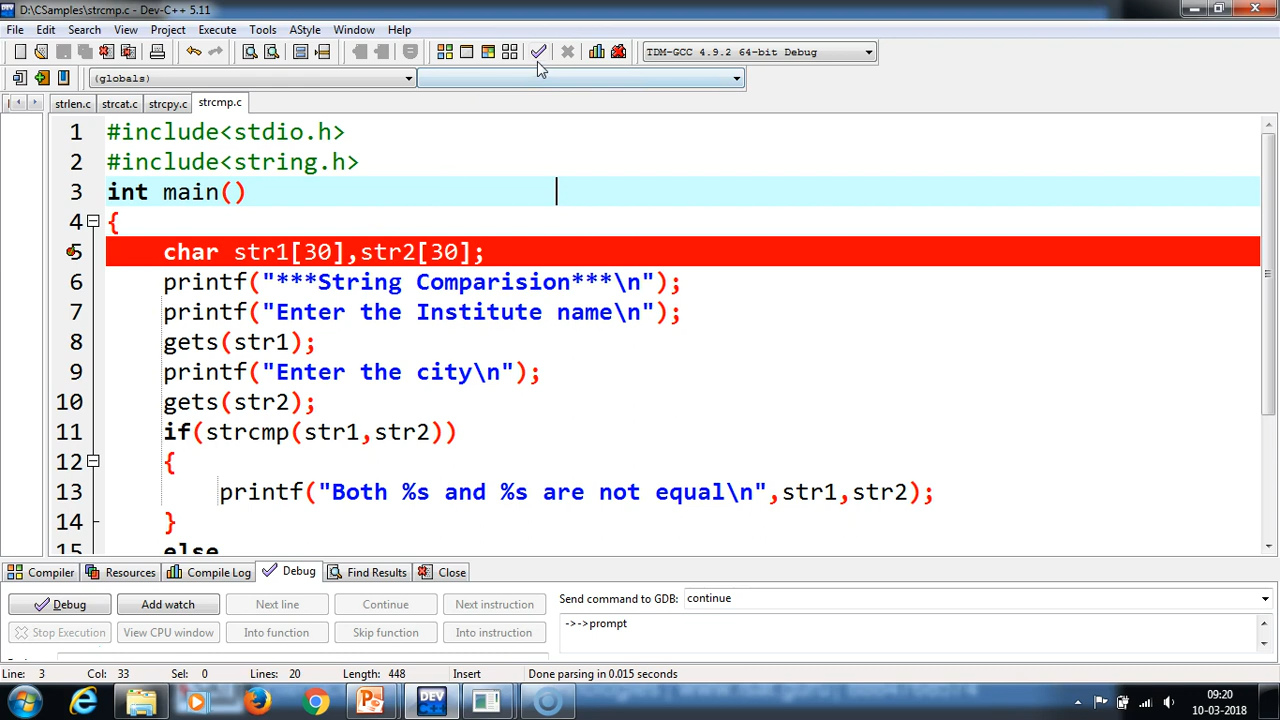 D:\CSamples\strcmp.c - Dev-C++ 5.11
File Edit Search View Project Execute Tools AStyle Window Help
TDM-GCC 4.9.2 64-bit Debug
(globals)
strlen.c strcat.c strcpy.c strcmp.c
1 #include<stdio.h>
2 #include<string.h>
3 int main()
4 {
5 char str1[30],str2[30];
6 printf("***String Comparision***\n");
7 printf("Enter the Institute name\n");
8 gets(str1);
9 printf("Enter the city\n");
10 gets(str2);
11 if(strcmp(str1,str2))
12 {
13 printf("Both %s and %s are not equal\n",str1,str2);
14 }
15 else
Compiler Resources Compile Log Debug Find Results Close
Debug Add watch Next line Continue Next instruction Send command to GDB: continue
Stop Execution View CPU window Into function Skip function Into instruction ->->prompt
Line: 3 Col: 33 Sel: 0 Lines: 20 Length: 448 Insert Done parsing in 0.015 seconds
DEV
09:20
10-03-2018